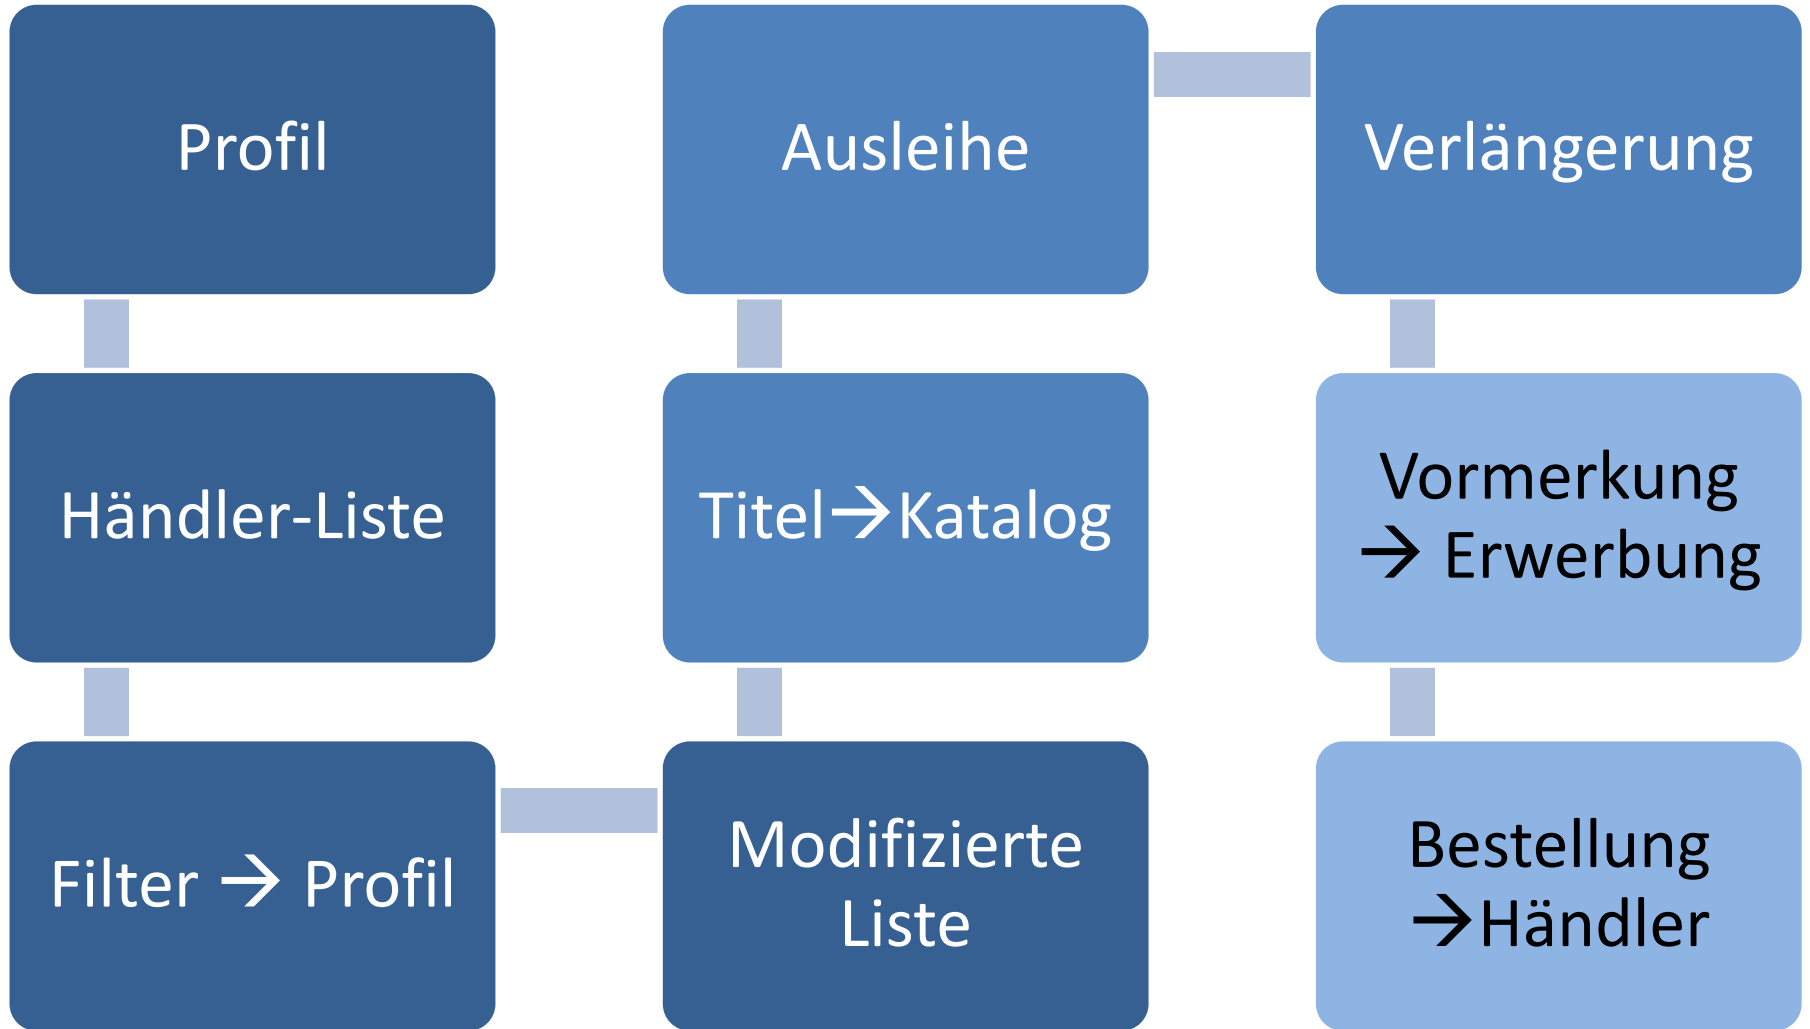 Profil
Händler-Liste
Filter → Profil
Modifizierte
Liste
Titel→Katalog
Ausleihe
Verlängerung
Vormerkung
→ Erwerbung
Bestellung
→Händler